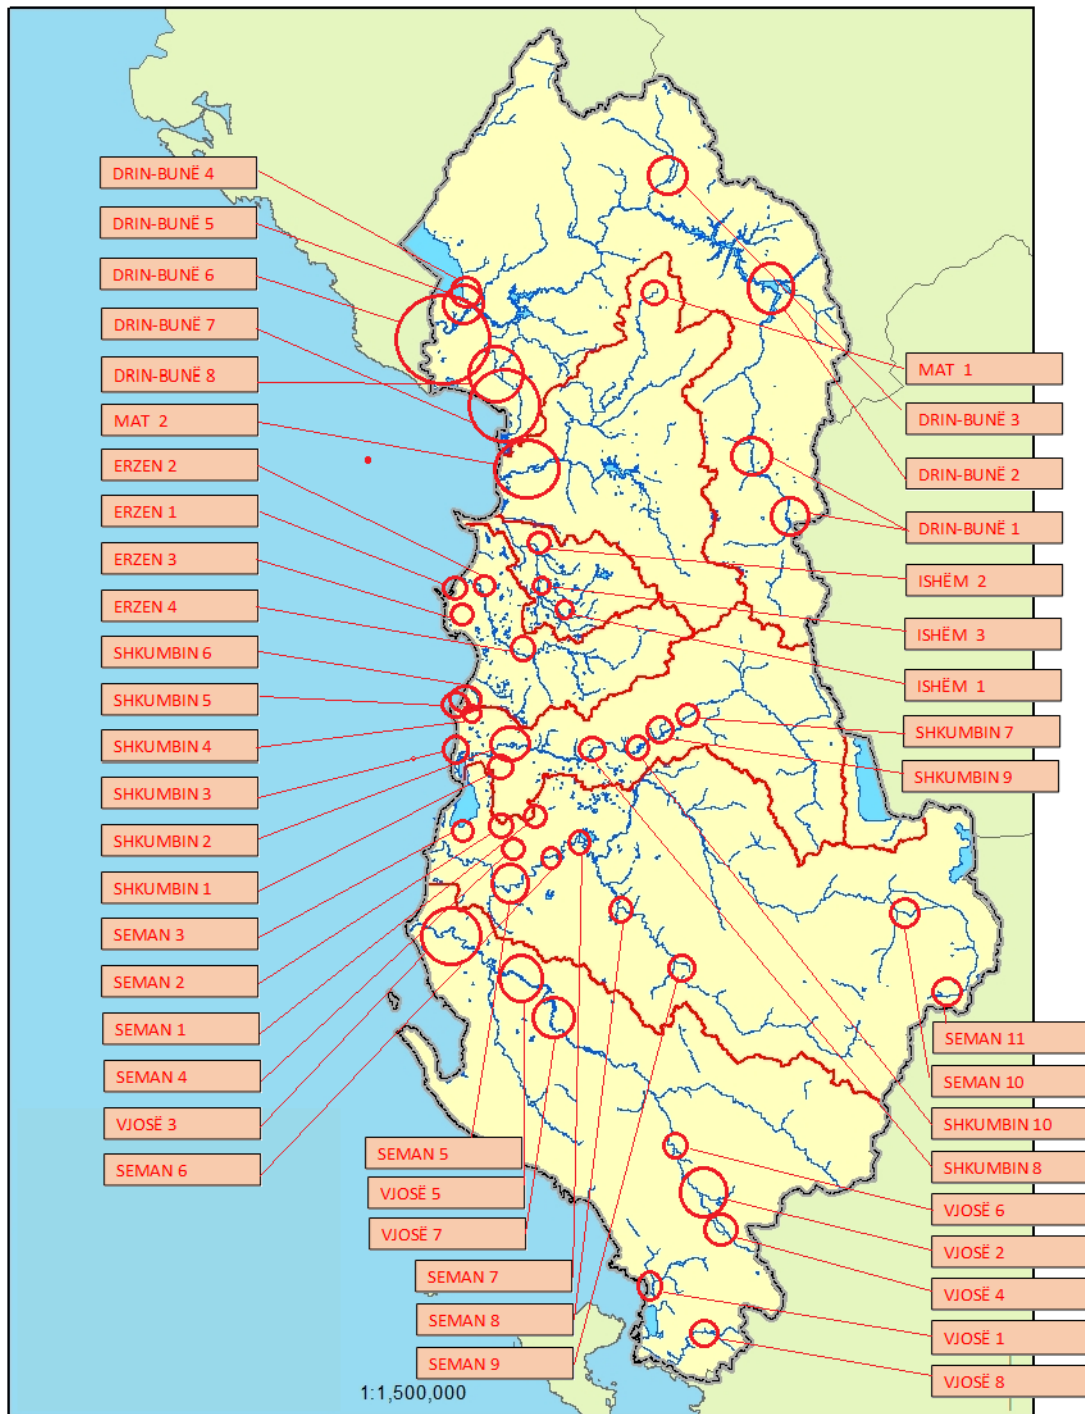 DRIN-BUNË 4
DRIN-BUNË 5
DRIN-BUNË 6
DRIN-BUNË 7
DRIN-BUNË 8
MAT 2
ERZEN 2
ERZEN 1
ERZEN 3
ERZEN 4
SHKUMBIN 6
SHKUMBIN 5
SHKUMBIN 4
SHKUMBIN 3
SHKUMBIN 2
SHKUMBIN 1
SEMAN 3
SEMAN 2
SEMAN 1
SEMAN 4
VJOSË 3
SEMAN 6
SEMAN 5
VJOSË 5
VJOSË 7
SEMAN 7
SEMAN 8
SEMAN 9
1:1,500,000
MAT 1
DRIN-BUNË 3
DRIN-BUNË 2
DRIN-BUNË 1
ISHËM 2
ISHËM 3
ISHËM 1
SHKUMBIN 7
SHKUMBIN 9
SEMAN 11
SEMAN 10
SHKUMBIN 10
SHKUMBIN 8
VJOSË 6
VJOSË 2
VJOSË 4
VJOSË 1
VJOSË 8